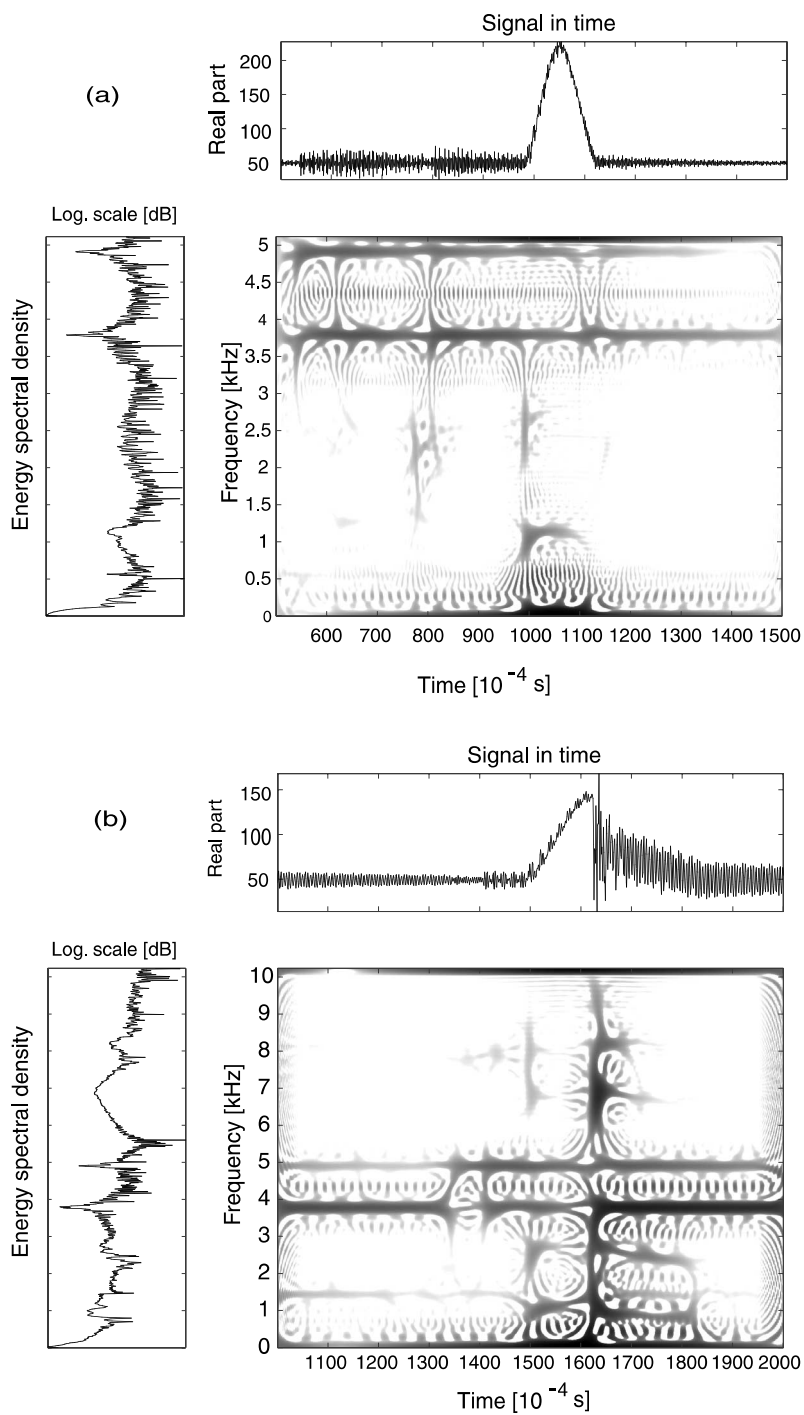 Signal in time
(a)
Real part
200
150
100
50
Log. scale [dB]
Energy spectral density
Frequency [kHz]
5
4.5
4
3.5
3
2.5
2
1.5
1
0.5
0
600 700 800 900 1000 1100 1200 1300 1400 1500
Time [10⁻⁴ s]
Signal in time
(b)
Real part
150
100
50
Log. scale [dB]
Energy spectral density
Frequency [kHz]
10
9
8
7
6
5
4
3
2
1
0
1100 1200 1300 1400 1500 1600 1700 1800 1900 2000
Time [10⁻⁴ s]